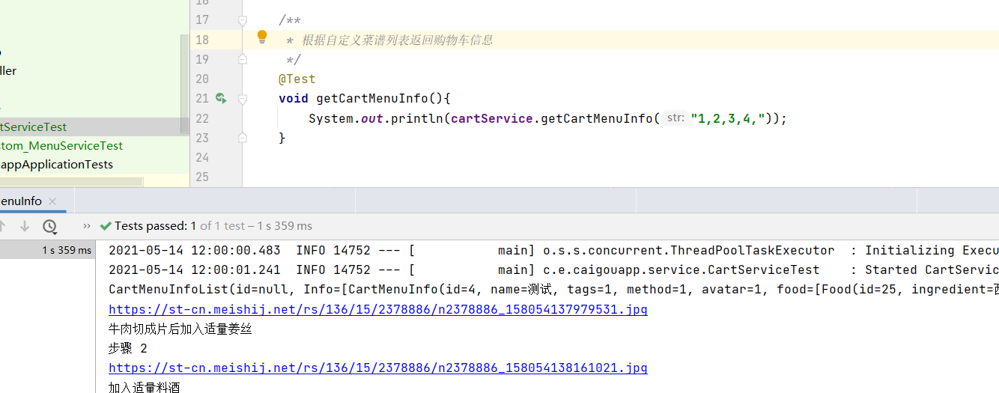 16
17 /**
18 * 根据自定义菜谱列表返回购物车信息
19 */
ller
20 @Test
21 void getCartMenuInfo(){
22 System.out.println(cartService.getCartMenuInfo( str: "1,2,3,4,"));
tServiceTest
23 }
stom_MenuServiceTest
24
appApplicationTests
25
enuInfo ×
» Tests passed: 1 of 1 test – 1 s 359 ms
1 s 359 ms
2021-05-14 12:00:00.483 INFO 14752 --- [ main] o.s.s.concurrent.ThreadPoolTaskExecutor : Initializing Execu
2021-05-14 12:00:01.241 INFO 14752 --- [ main] c.e.caigouapp.service.CartServiceTest : Started CartServic
CartMenuInfoList(id=null, Info=[CartMenuInfo(id=4, name=测试, tags=1, method=1, avatar=1, food=[Food(id=25, ingredient=西
https://st-cn.meishij.net/rs/136/15/2378886/n2378886_158054137979531.jpg
牛肉切成片后加入适量姜丝
步骤 2
https://st-cn.meishij.net/rs/136/15/2378886/n2378886_158054138161021.jpg
加入适量料酒